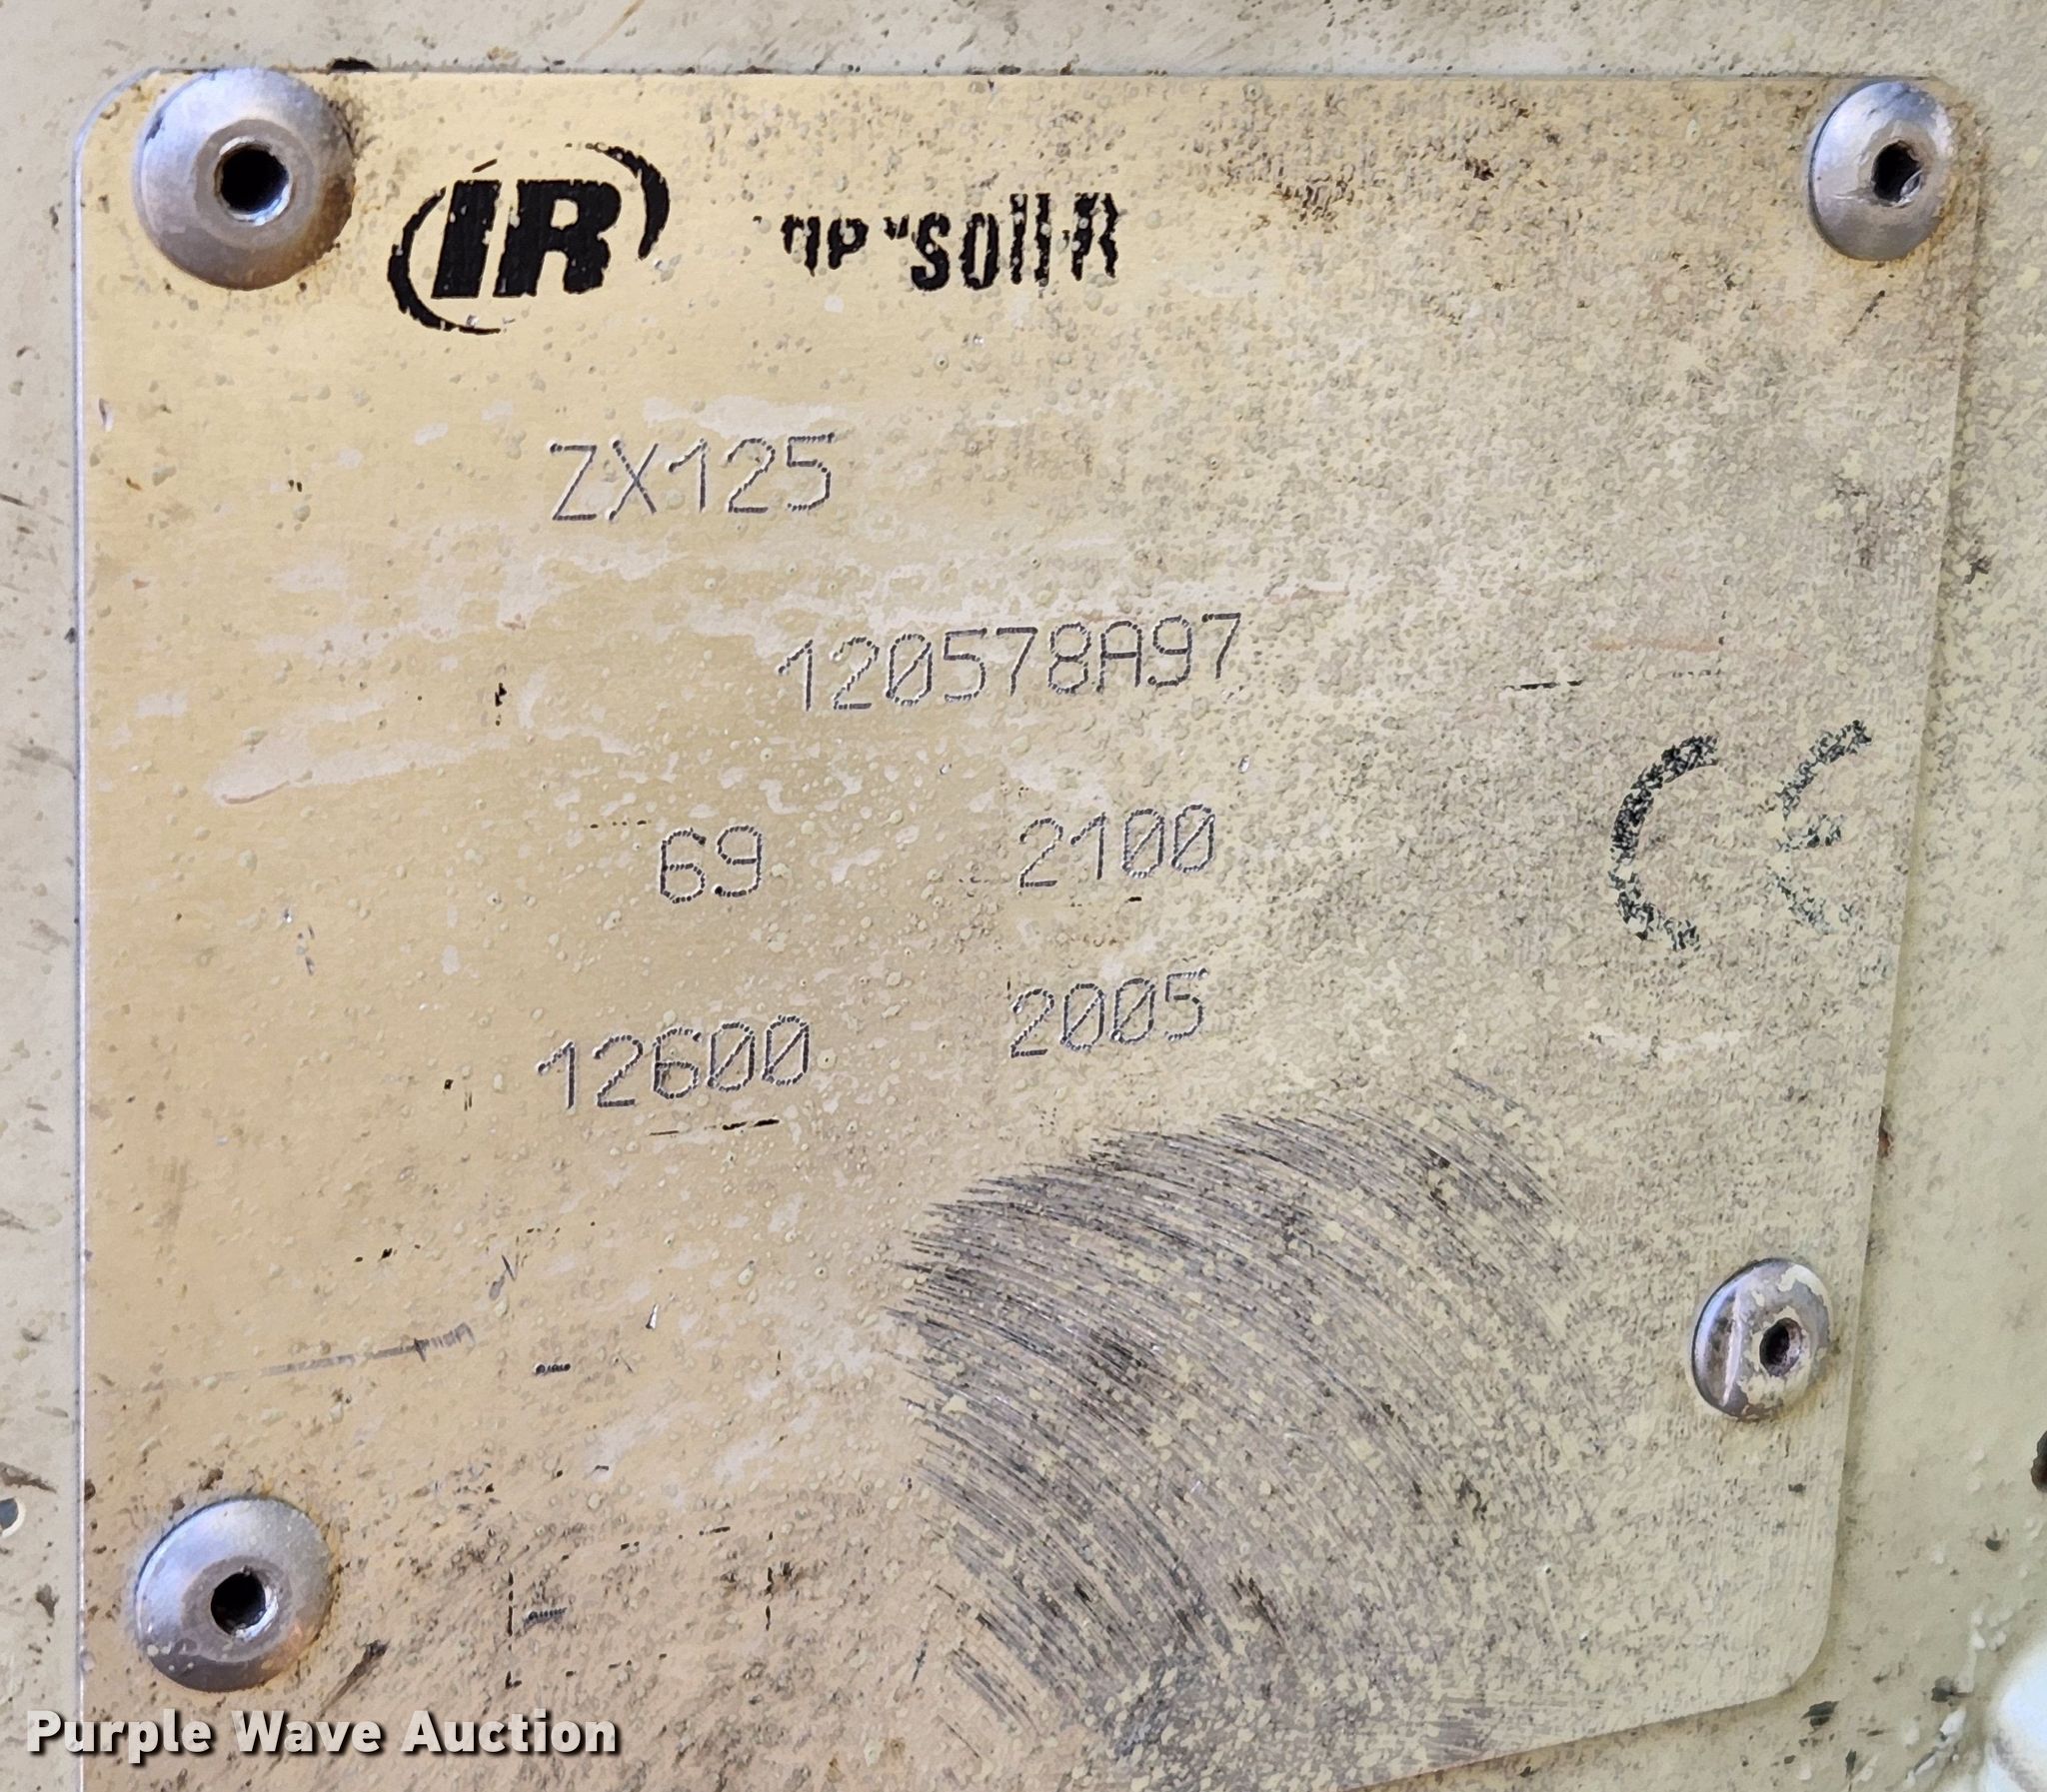 IR
ZX125
120578A97
69 2100
12600 2005
CE
Purple Wave Auction